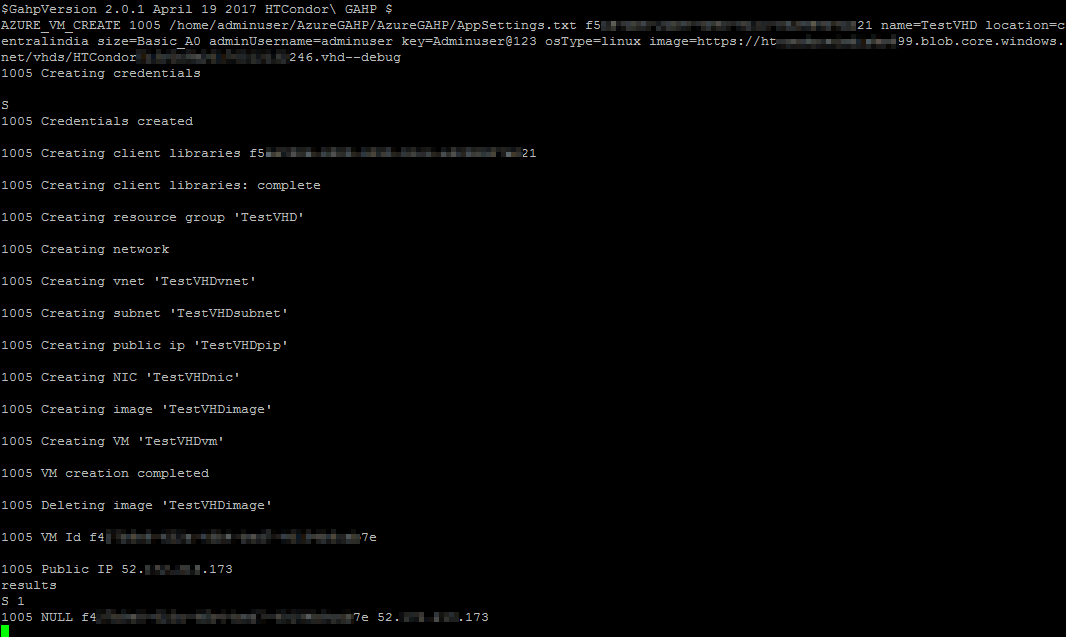 $GahpVersion 2.0.1 April 19 2017 HTCondor\ GAHP $
AZURE_VM_CREATE 1005 /home/adminuser/AzureGAHP/AzureGAHP/AppSettings.txt f5 21 name=TestVHD location=c
entralindia size=Basic_A0 adminUsername=adminuser key=Adminuser@123 osType=linux image=https://ht 99.blob.core.windows.
net/vhds/HTCondor 246.vhd--debug
1005 Creating credentials
S
1005 Credentials created
1005 Creating client libraries f5 21
1005 Creating client libraries: complete
1005 Creating resource group 'TestVHD'
1005 Creating network
1005 Creating vnet 'TestVHDvnet'
1005 Creating subnet 'TestVHDsubnet'
1005 Creating public ip 'TestVHDpip'
1005 Creating NIC 'TestVHDnic'
1005 Creating image 'TestVHDimage'
1005 Creating VM 'TestVHDvm'
1005 VM creation completed
1005 Deleting image 'TestVHDimage'
1005 VM Id f4 7e
1005 Public IP 52. .173
results
S 1
1005 NULL f4 7e 52. .173